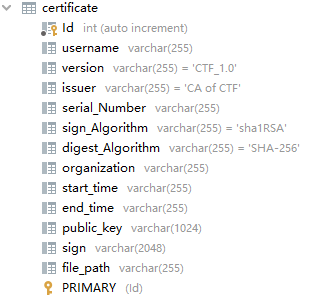 certificate
Id int (auto increment)
username varchar(255)
version varchar(255) = 'CTF_1.0'
issuer varchar(255) = 'CA of CTF'
serial_Number varchar(255)
sign_Algorithm varchar(255) = 'sha1RSA'
digest_Algorithm varchar(255) = 'SHA-256'
organization varchar(255)
start_time varchar(255)
end_time varchar(255)
public_key varchar(1024)
sign varchar(2048)
file_path varchar(255)
PRIMARY (Id)